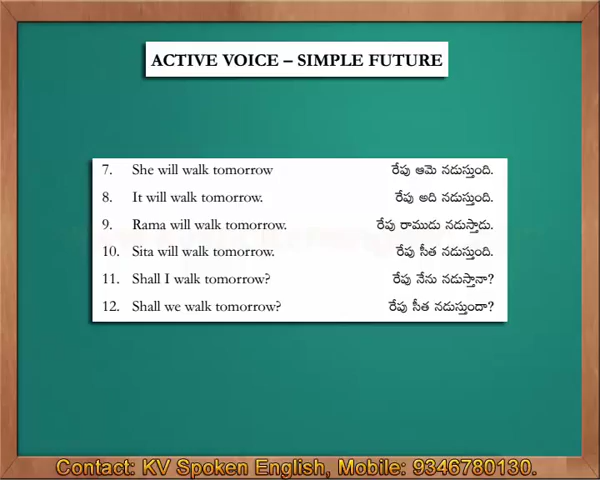 ACTIVE VOICE – SIMPLE FUTURE
7. She will walk tomorrow రేపు ఆమె నడుస్తుంది.
8. It will walk tomorrow. రేపు అది నడుస్తుంది.
9. Rama will walk tomorrow. రేపు రాముడు నడుస్తాడు.
10. Sita will walk tomorrow. రేపు సీత నడుస్తుంది.
11. Shall I walk tomorrow? రేపు నేను నడుస్తానా?
12. Shall we walk tomorrow? రేపు సీత నడుస్తుందా?
Contact: KV Spoken English, Mobile: 9346780130.